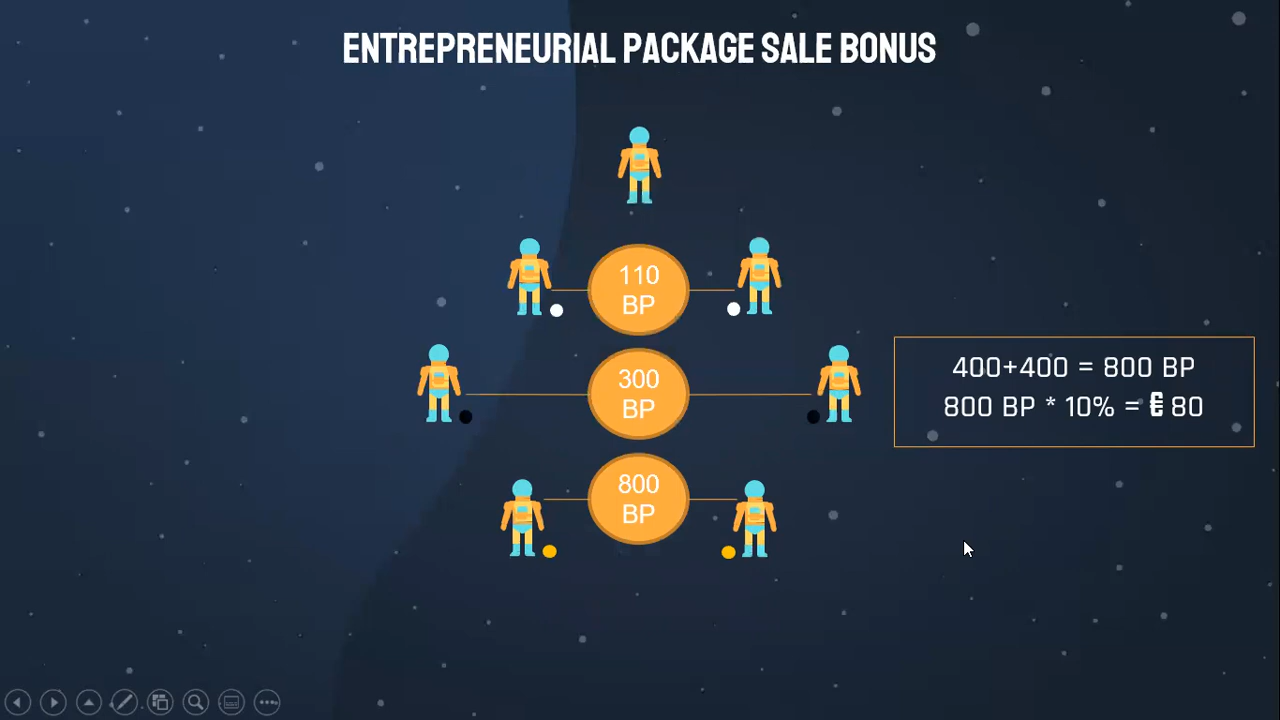 ENTREPRENEURIAL PACKAGE SALE BONUS
110
BP
300
BP
400+400 = 800 BP
800 BP * 10% = € 80
800
BP